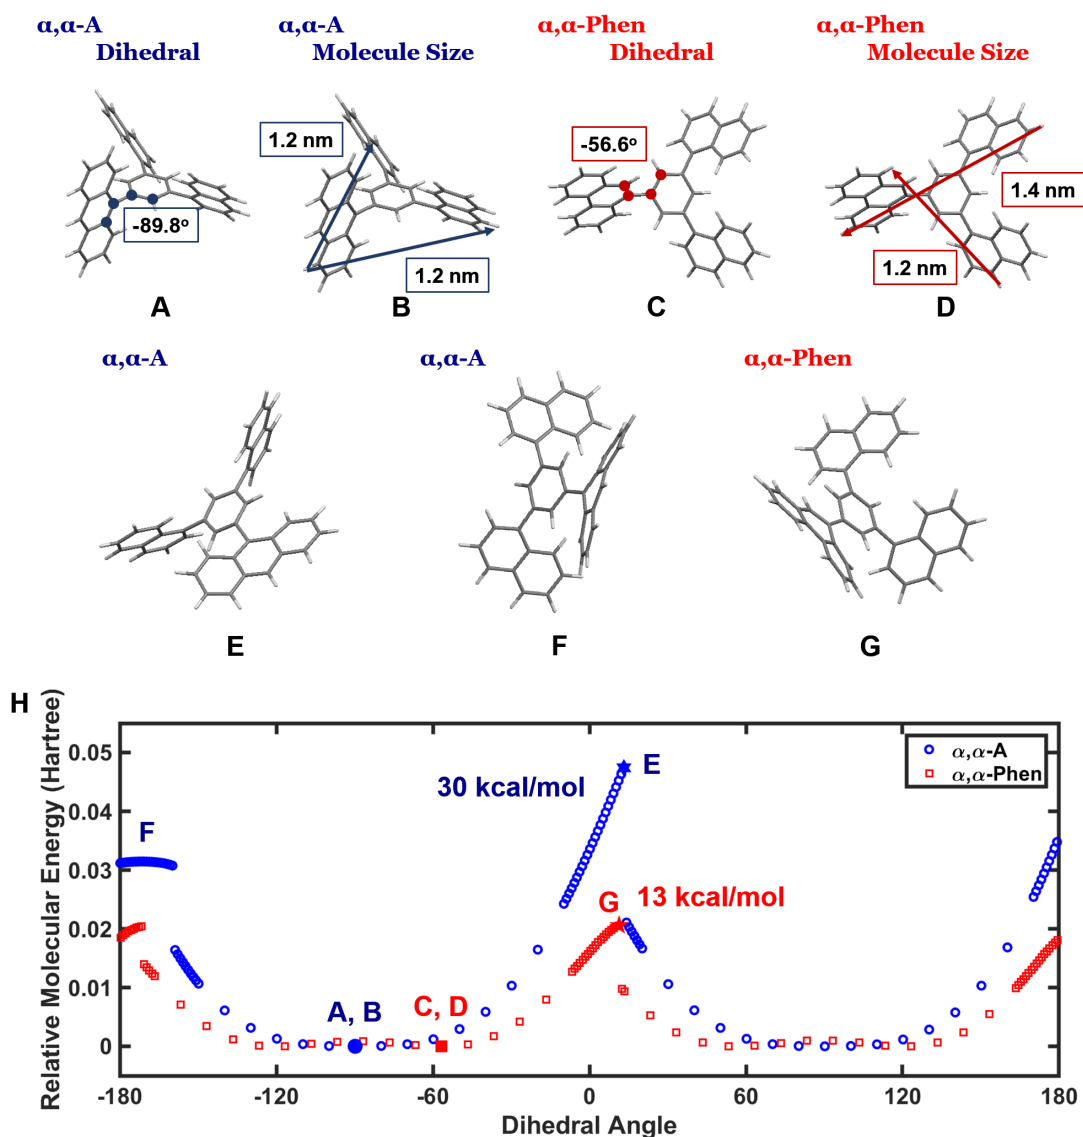 α,α-A
Dihedral
α,α-A
Molecule Size
α,α-Phen
Dihedral
α,α-Phen
Molecule Size
-89.8º
1.2 nm
1.2 nm
-56.6º
1.4 nm
1.2 nm
A
B
C
D
α,α-A
α,α-A
α,α-Phen
E
F
G
H
Relative Molecular Energy (Hartree)
0.05
0.04
0.03
0.02
0.01
0
30 kcal/mol
E
F
G
13 kcal/mol
A, B
C, D
α,α-A
α,α-Phen
-180
-120
-60
0
60
120
180
Dihedral Angle